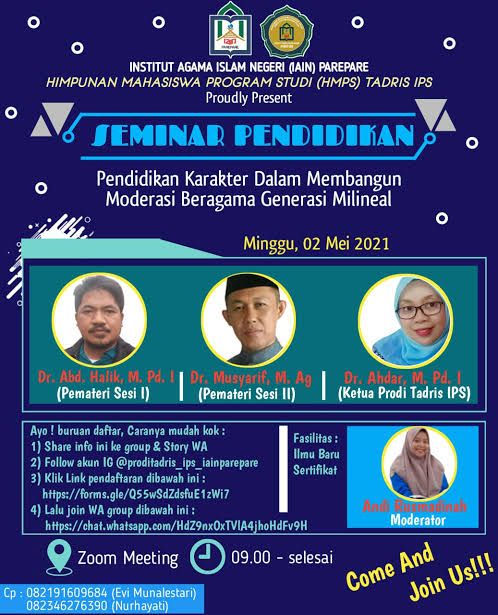 IAIN
PAREPARE
INSTITUT AGAMA ISLAM NEGERI (IAIN) PAREPARE
HIMPUNAN MAHASISWA PROGRAM STUDI (HMPS) TADRIS IPS
Proudly Present
SEMINAR PENDIDIKAN
Pendidikan Karakter Dalam Membangun
Moderasi Beragama Generasi Milineal
Minggu, 02 Mei 2021
Dr. Abd. Halik, M. Pd. I
(Pemateri Sesi I)
Dr. Musyarif, M. Ag
(Pemateri Sesi II)
Dr. Ahdar, M. Pd. I
(Ketua Prodi Tadris IPS)
Ayo ! buruan daftar, Caranya mudah kok :
1) Share info ini ke group & Story WA
2) Follow akun IG @proditadris_ips_iainparepare
3) Klik Link pendaftaran dibawah ini :
https://forms.gle/Q55wSdZdsfuE1zWi7
4) Lalu join WA group dibawah ini :
https://chat.whatsapp.com/HdZ9nxOxTVlA4jhoHdFv9H
Fasilitas :
Ilmu Baru
Sertifikat
Andi Rusmadinah
Moderator
Zoom Meeting
09.00 - selesai
Come And
Join Us!!!
Cp : 082191609684 (Evi Munalestari)
082346276390 (Nurhayati)